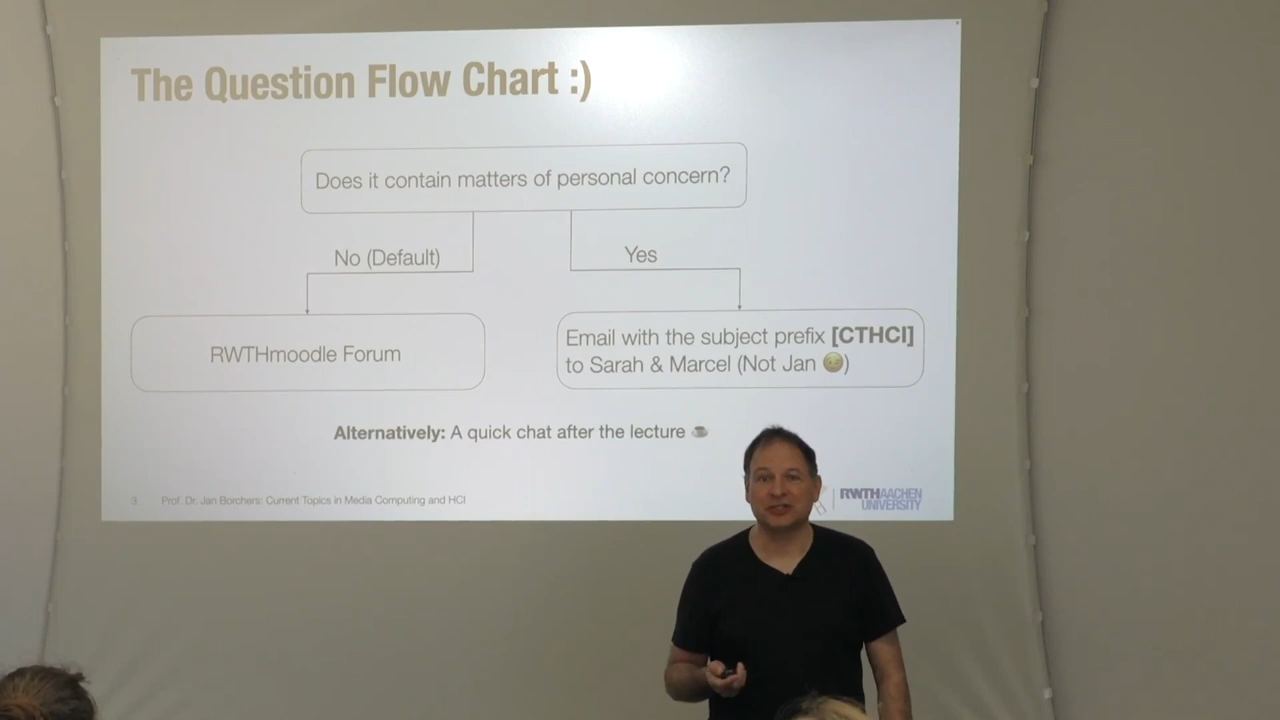 The Question Flow Chart :)
Does it contain matters of personal concern?
No (Default)
Yes
RWTHmoodle Forum
Email with the subject prefix [CTHCI]
to Sarah & Marcel (Not Jan 😉)
Alternatively: A quick chat after the lecture ☕
3 Prof. Dr. Jan Borchers: Current Topics in Media Computing and HCI
RWTHAACHEN
UNIVERSITY